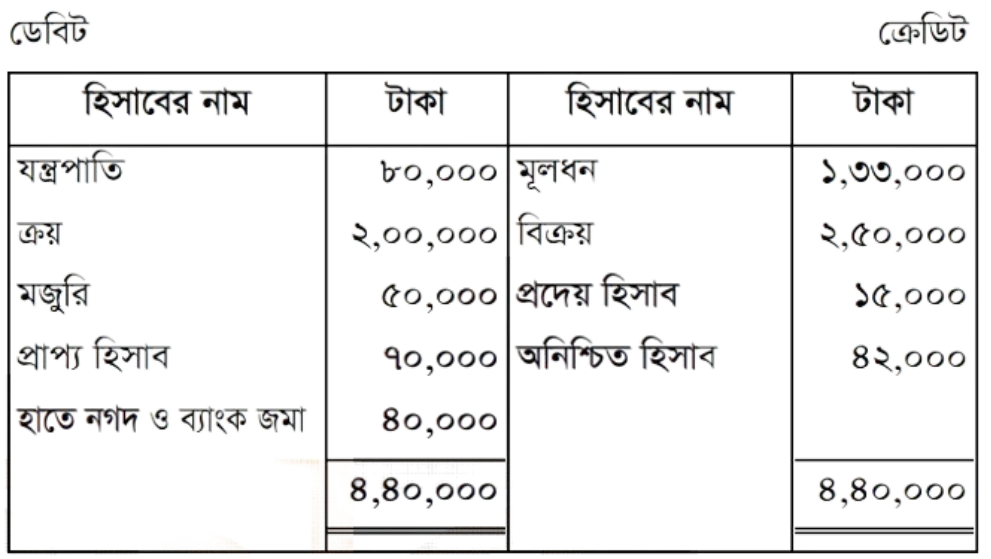 ডেবিট ক্রেডিট
হিসাবের নাম টাকা হিসাবের নাম টাকা
যন্ত্রপাতি ৮০,০০০ মূলধন ১,৩৩,০০০
ক্রয় ২,০০,০০০ বিক্রয় ২,৫০,০০০
মজুরি ৫০,০০০ প্রদেয় হিসাব ১৫,০০০
প্রাপ্য হিসাব ৭০,০০০ অনিশ্চিত হিসাব ৪২,০০০
হাতে নগদ ও ব্যাংক জমা ৪০,০০০
৪,৪০,০০০ ৪,৪০,০০০